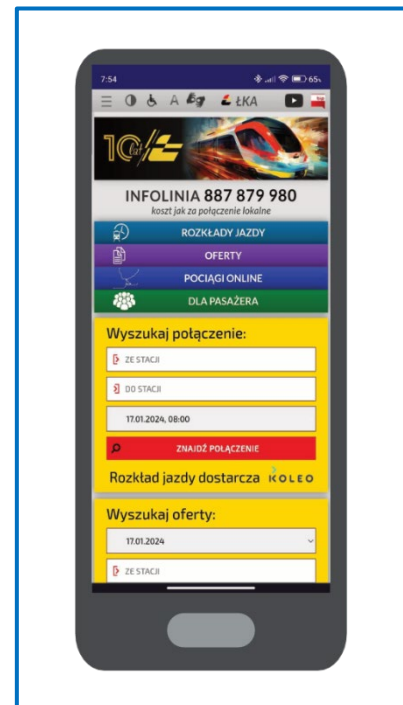 7:54 65%
A ŁKA
10 lat
INFOLINIA 887 879 980
koszt jak za połączenie lokalne
ROZKŁADY JAZDY
OFERTY
POCIĄGI ONLINE
DLA PASAŻERA
Wyszukaj połączenie:
ZE STACJI
DO STACJI
17.01.2024, 08:00
ZNAJDŹ POŁĄCZENIE
Rozkład jazdy dostarcza KOLEO
Wyszukaj oferty:
17.01.2024
ZE STACJI